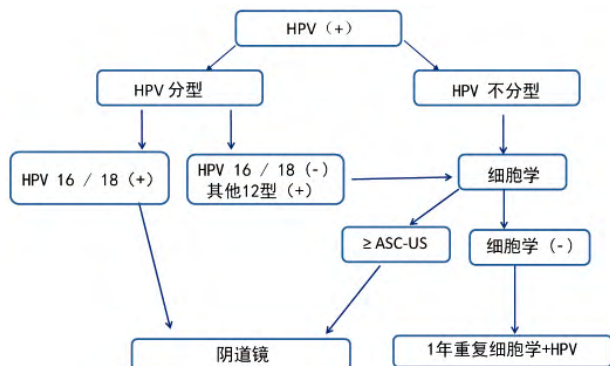 HPV（+）
HPV 分型
HPV 不分型
HPV 16 / 18（+）
HPV 16 / 18（-）
其他12型（+）
细胞学
≥ASC-US
细胞学（-）
阴道镜
1年重复细胞学+HPV